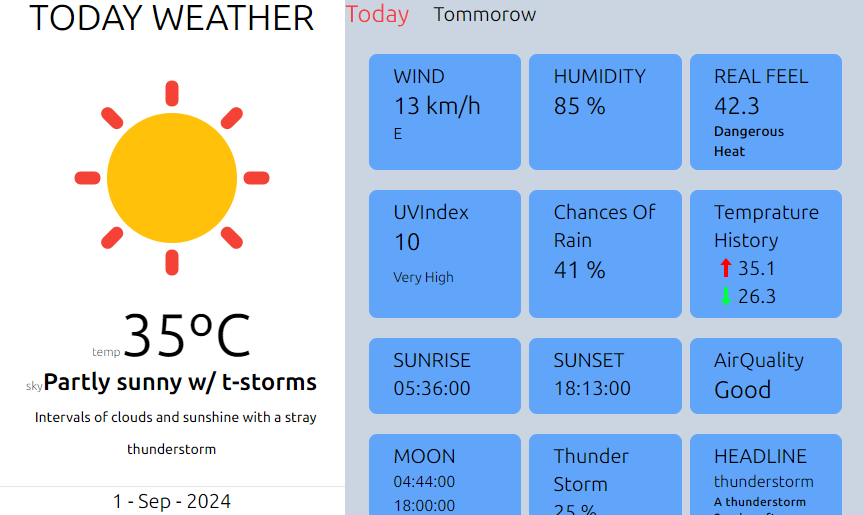 TODAY WEATHER
temp 35°C
sky Partly sunny w/ t-storms
Intervals of clouds and sunshine with a stray
thunderstorm
1 - Sep - 2024
Today Tommorow
WIND
13 km/h
E
HUMIDITY
85 %
REAL FEEL
42.3
Dangerous
Heat
UVIndex
10
Very High
Chances Of
Rain
41 %
Temprature
History
35.1
26.3
SUNRISE
05:36:00
SUNSET
18:13:00
AirQuality
Good
MOON
04:44:00
18:00:00
Thunder
Storm
25 %
HEADLINE
thunderstorm
A thunderstorm